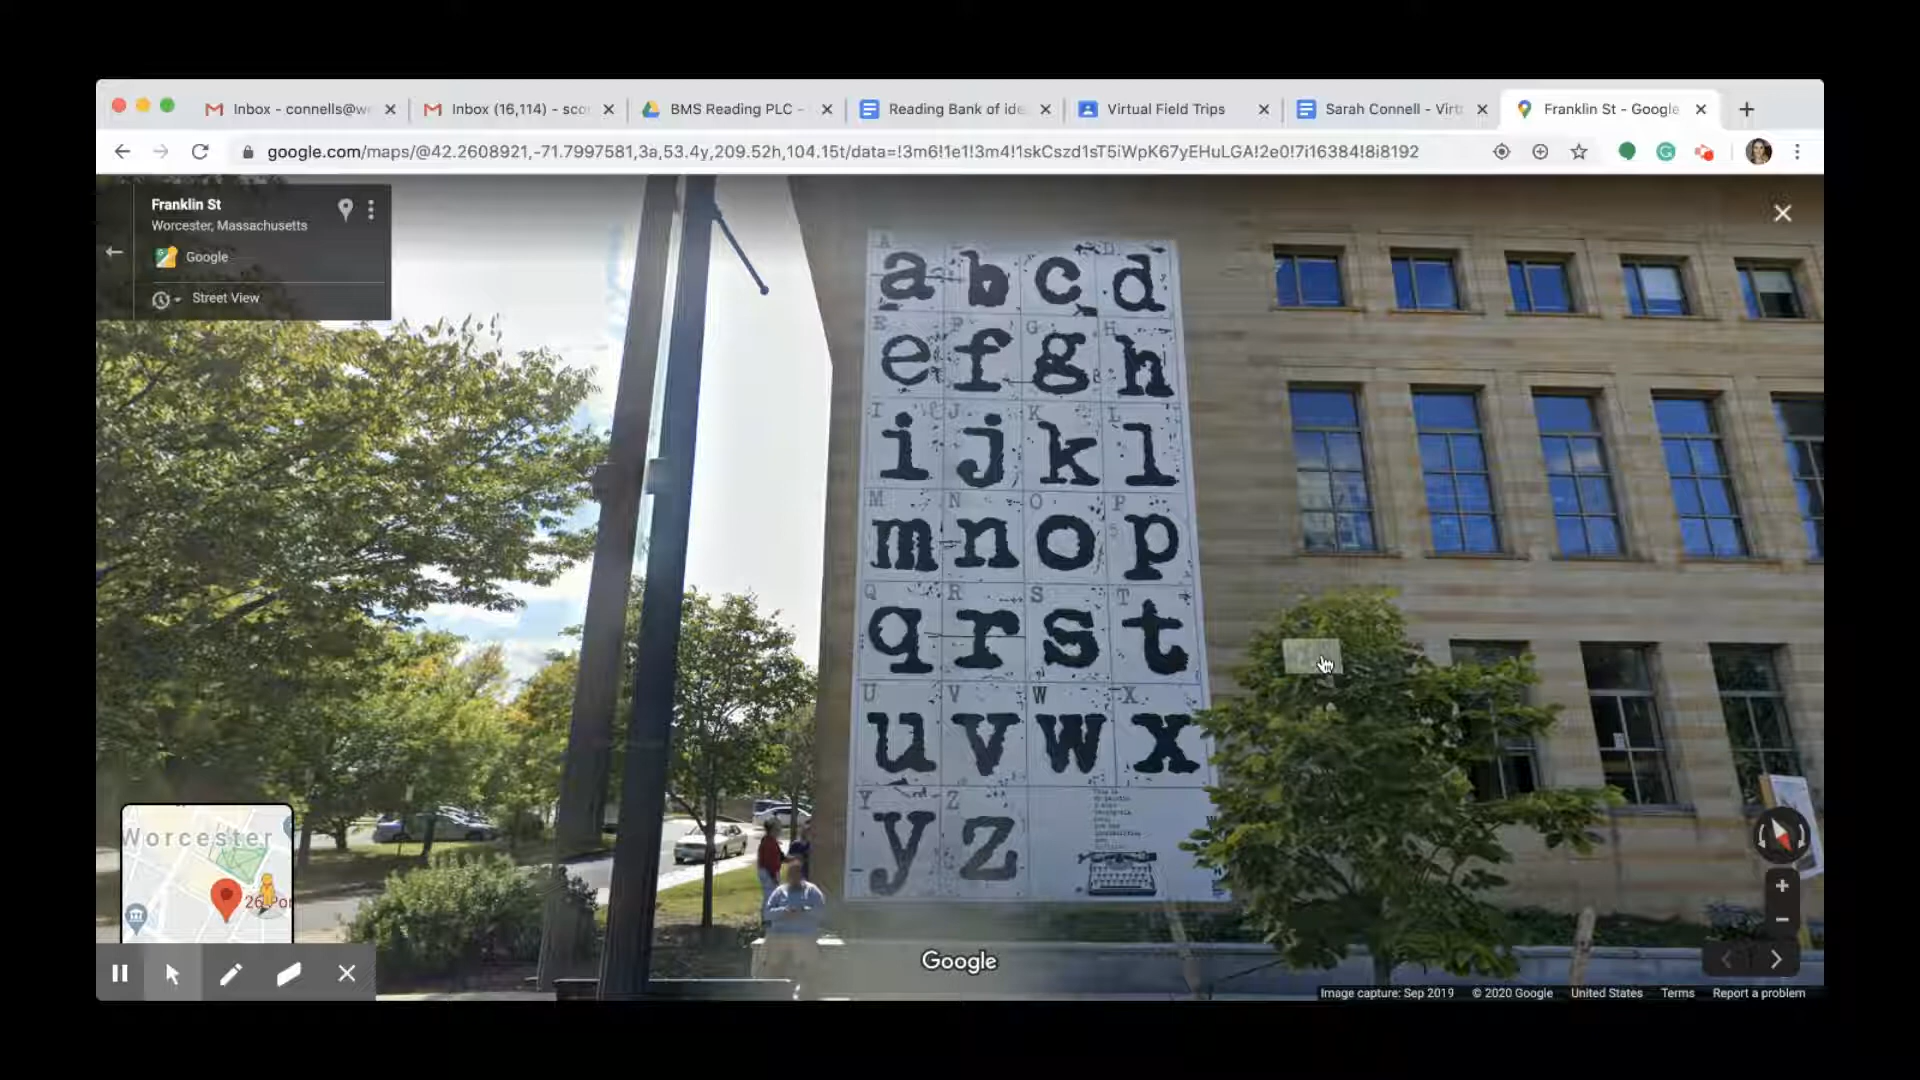 Inbox - connells@w
Inbox (16,114) - sco
BMS Reading PLC -
Reading Bank of ide
Virtual Field Trips
Sarah Connell - Virt
Franklin St - Google
google.com/maps/@42.2608921,-71.7997581,3a,53.4y,209.52h,104.15t/data=!3m6!1e1!3m4!1skCszd1sT5iWpK67yEHuLGA!2e0!7i16384!8i8192
Franklin St
Worcester, Massachusetts
Google
Street View
A D
a b c d
E F G H
e f g h
I J K L
i j k l
M N O P
m n o p
Q R S T
q r s t
U V W X
u v w x
Y Z
y z
Worcester
26 Por
Google
Image capture: Sep 2019 © 2020 Google United States Terms Report a problem